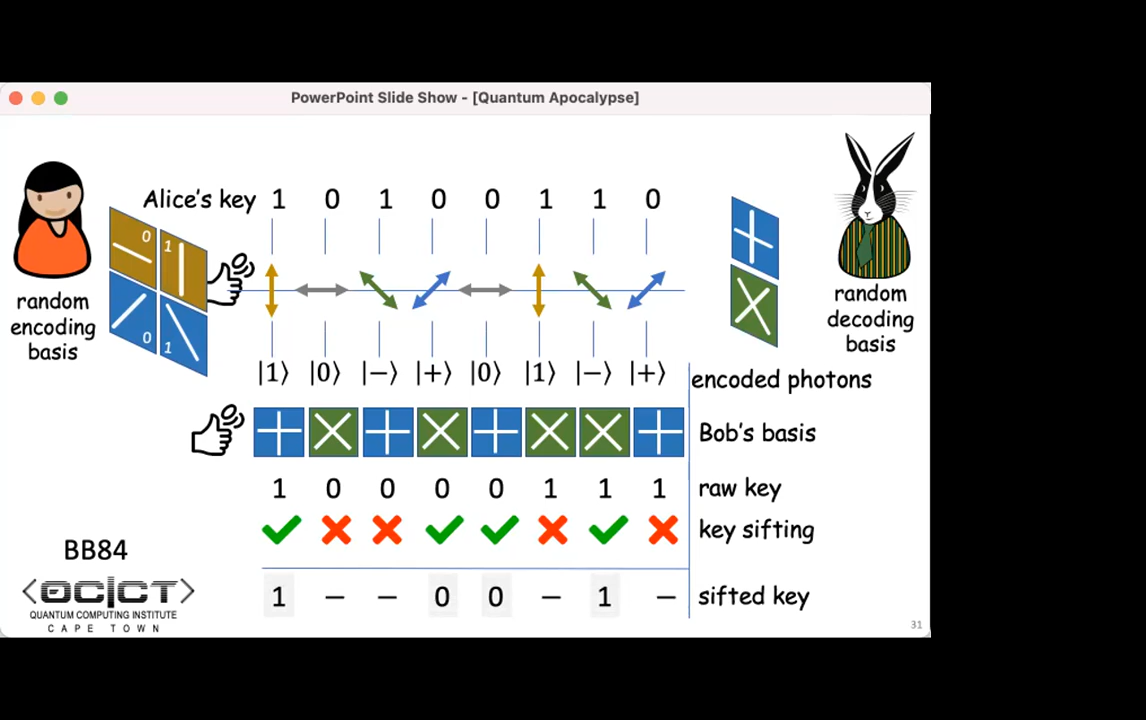 PowerPoint Slide Show - [Quantum Apocalypse]
Alice's key 1 0 1 0 0 1 1 0
0 1
0 1
random
encoding
basis
random
decoding
basis
|1⟩ |0⟩ |−⟩ |+⟩ |0⟩ |1⟩ |−⟩ |+⟩ encoded photons
Bob's basis
1 0 0 0 0 1 1 1 raw key
key sifting
1 − − 0 0 − 1 − sifted key
BB84
<QC|CT>
QUANTUM COMPUTING INSTITUTE
CAPE TOWN
31